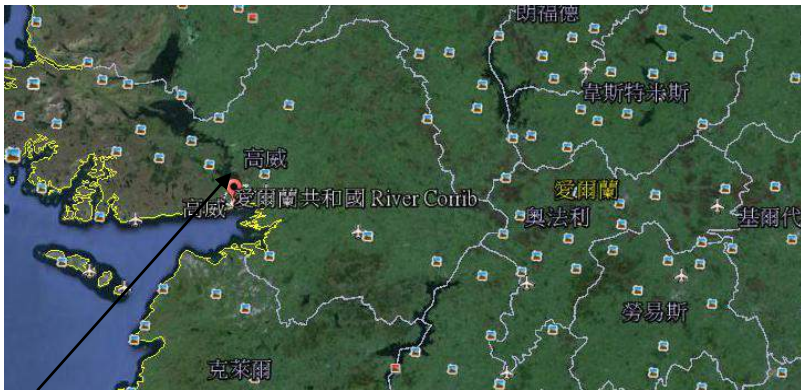 朗福德
韋斯特米斯
高威
愛爾蘭
愛爾蘭共和國 River Corrib
高威
奧法利
基爾代
勞易斯
克萊爾